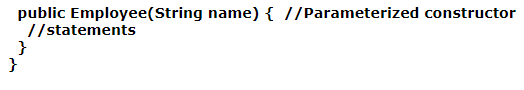 public Employee(String name) {  //Parameterized constructor
//statements
}
}